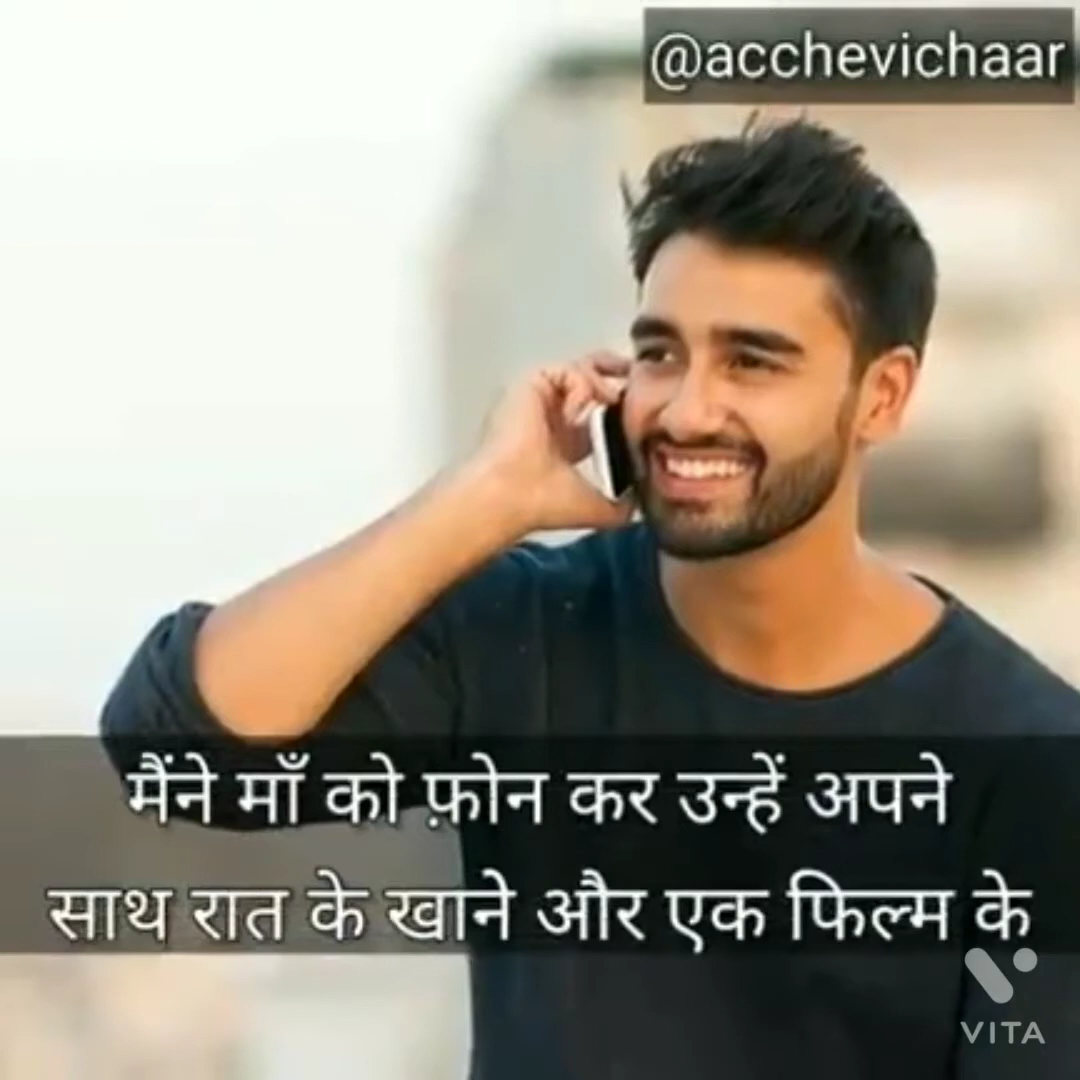 @acchevichaar
मैंने माँ को फ़ोन कर उन्हें अपने
साथ रात के खाने और एक फिल्म के
VITA